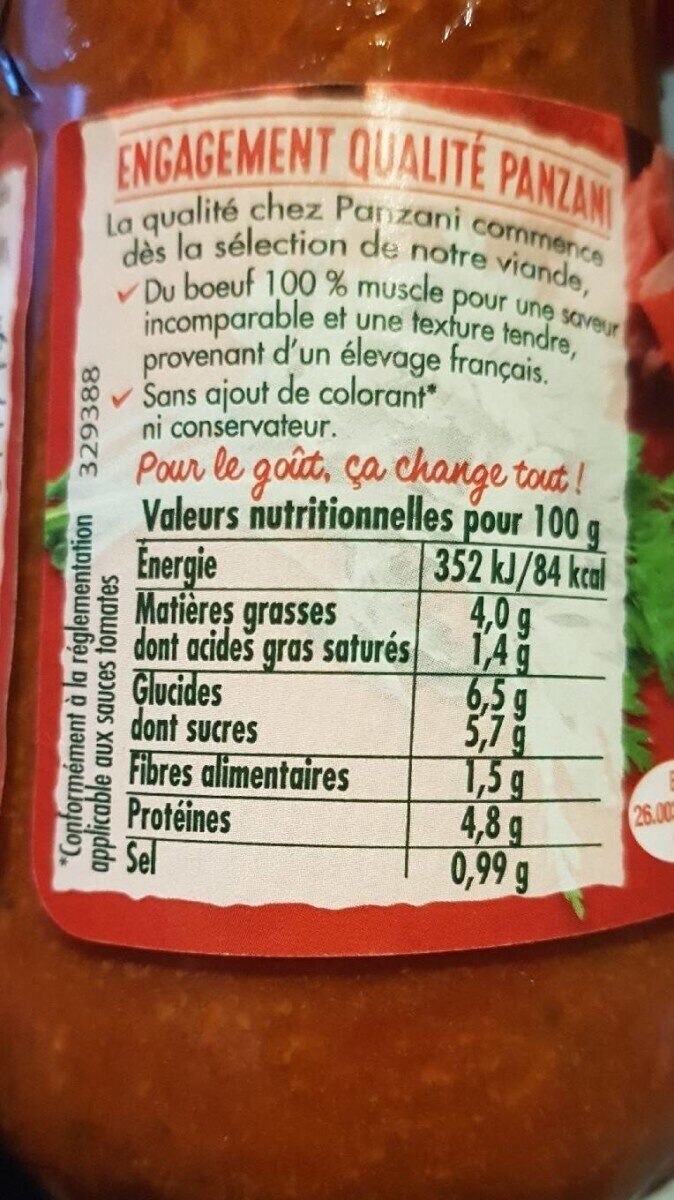 ENGAGEMENT QUALITÉ PANZANI
La qualité chez Panzani commence
dès la sélection de notre viande,
✓ Du boeuf 100 % muscle pour une saveur
incomparable et une texture tendre,
provenant d'un élevage français.
✓ Sans ajout de colorant*
ni conservateur.
Pour le goût, ça change tout !
Valeurs nutritionnelles pour 100 g
Énergie 352 kJ/84 kcal
Matières grasses 4,0 g
dont acides gras saturés 1,4 g
Glucides 6,5 g
dont sucres 5,7 g
Fibres alimentaires 1,5 g
Protéines 4,8 g
Sel 0,99 g
*Conformément à la réglementation 329388
applicable aux sauces tomates